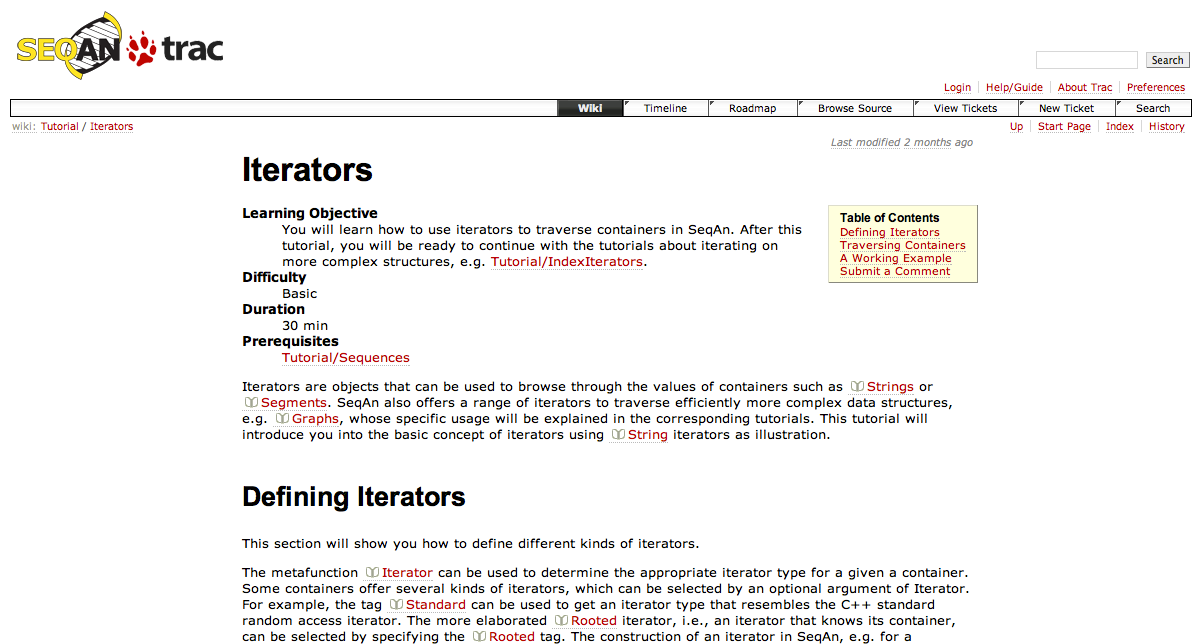 SEQAN trac
Search
Login Help/Guide About Trac Preferences
Wiki Timeline Roadmap Browse Source View Tickets New Ticket Search
wiki: Tutorial / Iterators
Up Start Page Index History
Last modified 2 months ago
Iterators
Learning Objective
You will learn how to use iterators to traverse containers in SeqAn. After this
tutorial, you will be ready to continue with the tutorials about iterating on
more complex structures, e.g. Tutorial/IndexIterators.
Difficulty
Basic
Duration
30 min
Prerequisites
Tutorial/Sequences
Table of Contents
Defining Iterators
Traversing Containers
A Working Example
Submit a Comment
Iterators are objects that can be used to browse through the values of containers such as Strings or
Segments. SeqAn also offers a range of iterators to traverse efficiently more complex data structures,
e.g. Graphs, whose specific usage will be explained in the corresponding tutorials. This tutorial will
introduce you into the basic concept of iterators using String iterators as illustration.
Defining Iterators
This section will show you how to define different kinds of iterators.
The metafunction Iterator can be used to determine the appropriate iterator type for a given a container.
Some containers offer several kinds of iterators, which can be selected by an optional argument of Iterator.
For example, the tag Standard can be used to get an iterator type that resembles the C++ standard
random access iterator. The more elaborated Rooted iterator, i.e., an iterator that knows its container,
can be selected by specifying the Rooted tag. The construction of an iterator in SeqAn, e.g. for a